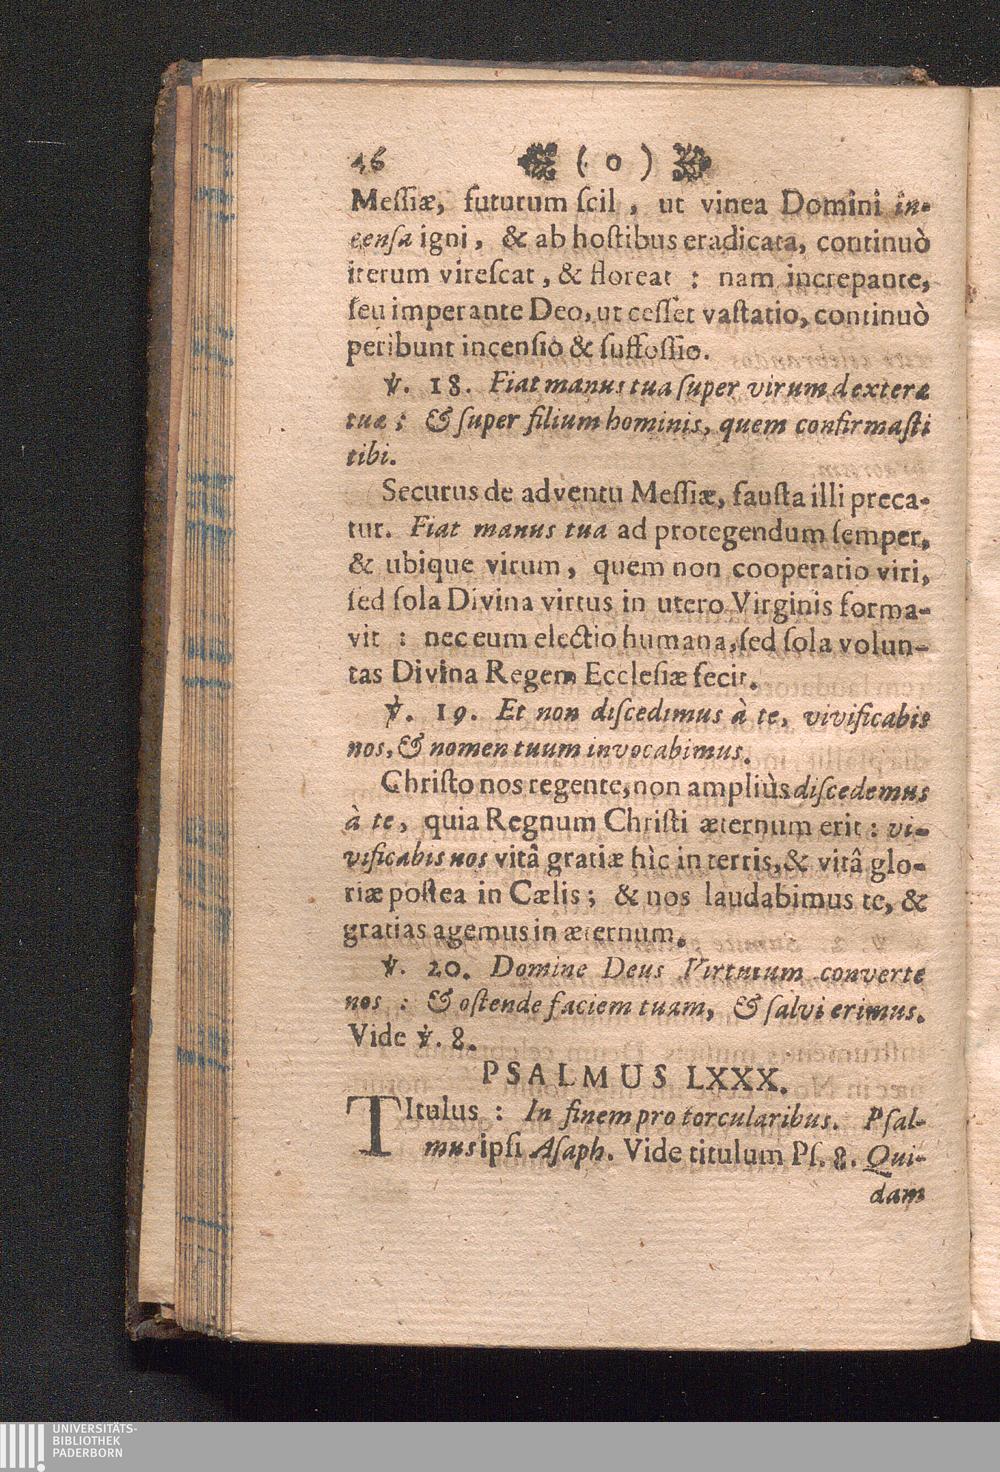 46 ( o )
Meſſiæ, futurum ſcil, ut vinea Domini in-
cenſa igni, & ab hoſtibus eradicata, continuò
iterum vireſcat, & floreat : nam increpante,
ſeu imperante Deo, ut ceſſet vaſtatio, continuò
peribunt incenſio & ſuffoſſio.
℣. 18. Fiat manus tua ſuper virum dexteræ
tuæ ; & ſuper filium hominis, quem confirmaſti
tibi.
Securus de adventu Meſſiæ, fauſta illi preca-
tur. Fiat manus tua ad protegendum ſemper,
& ubique virum, quem non cooperatio viri,
ſed ſola Divina virtus in utero Virginis forma-
vit : nec eum electio humana, ſed ſola volun-
tas Divina Regem Eccleſiæ fecit.
℣. 19. Et non diſcedimus à te, vivificabis
nos, & nomen tuum invocabimus.
Chriſto nos regente, non ampliùs diſcedemus
à te, quia Regnum Chriſti æternum erit : vi-
vificabis nos vitâ gratiæ hìc in terris, & vitâ glo-
riæ poſtea in Cælis ; & nos laudabimus te, &
gratias agemus in æternum.
℣. 20. Domine Deus Virtutum converte
nos : & oſtende faciem tuam, & ſalvi erimus.
Vide ℣. 8.
PSALMUS LXXX.
TItulus : In finem pro torcularibus. Pſal-
mus ipſi Aſaph. Vide titulum Pſ. 8. Qui-
dam
UNIVERSITÄTS-
BIBLIOTHEK
PADERBORN